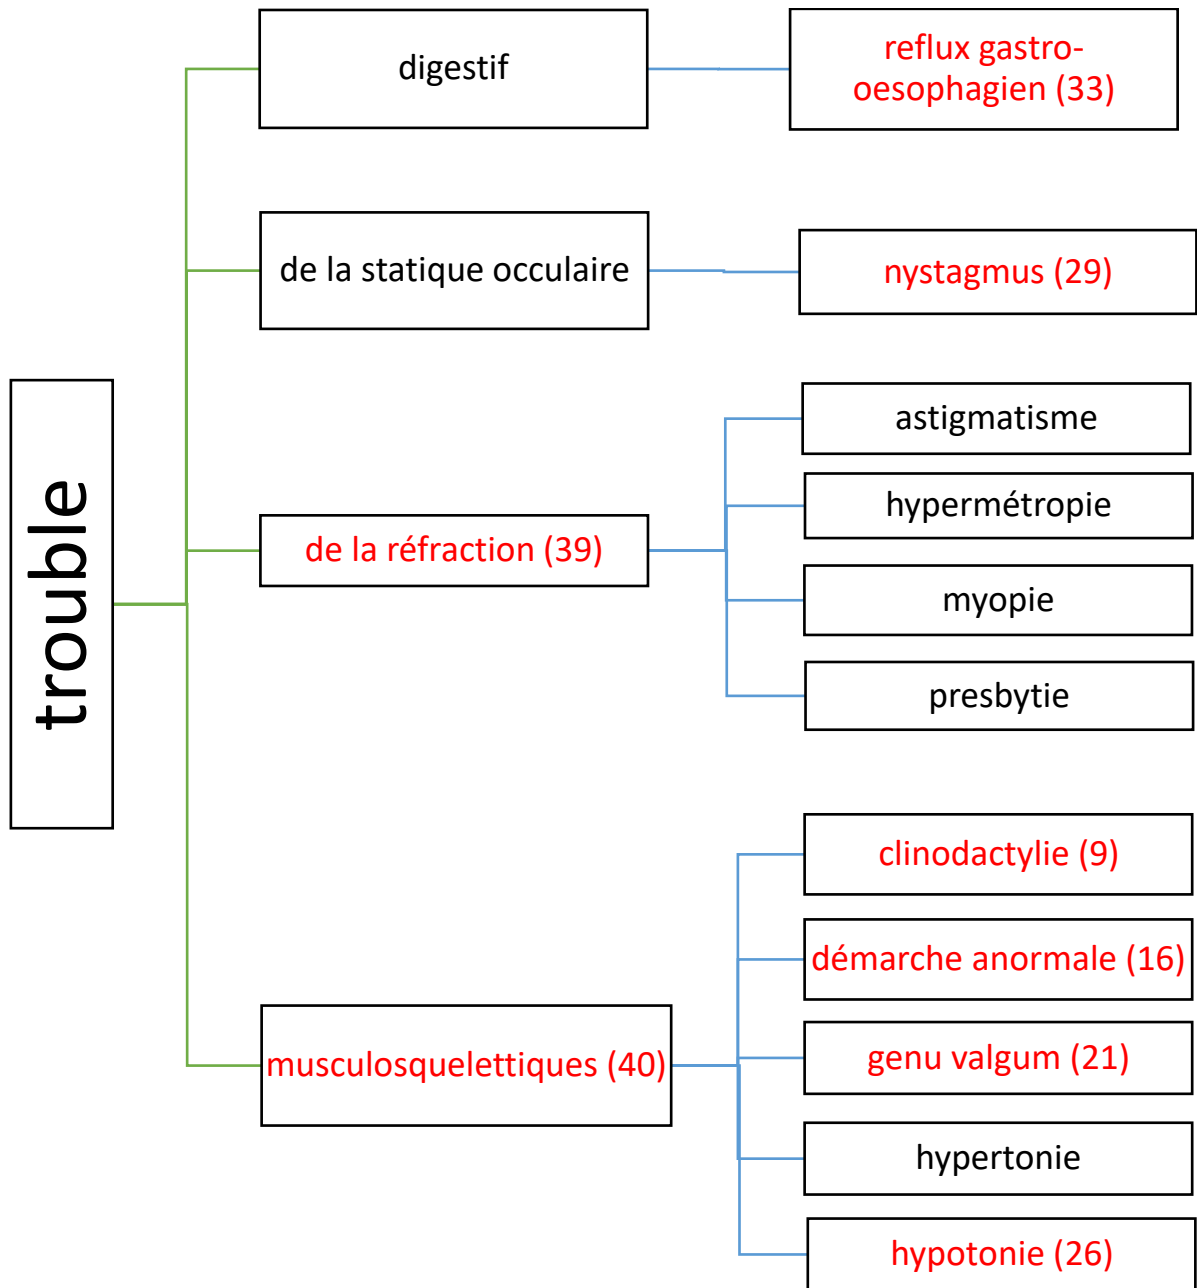 trouble
digestif
reflux gastro-
oesophagien (33)
de la statique occulaire
nystagmus (29)
de la réfraction (39)
astigmatisme
hypermétropie
myopie
presbytie
musculosquelettiques (40)
clinodactylie (9)
démarche anormale (16)
genu valgum (21)
hypertonie
hypotonie (26)